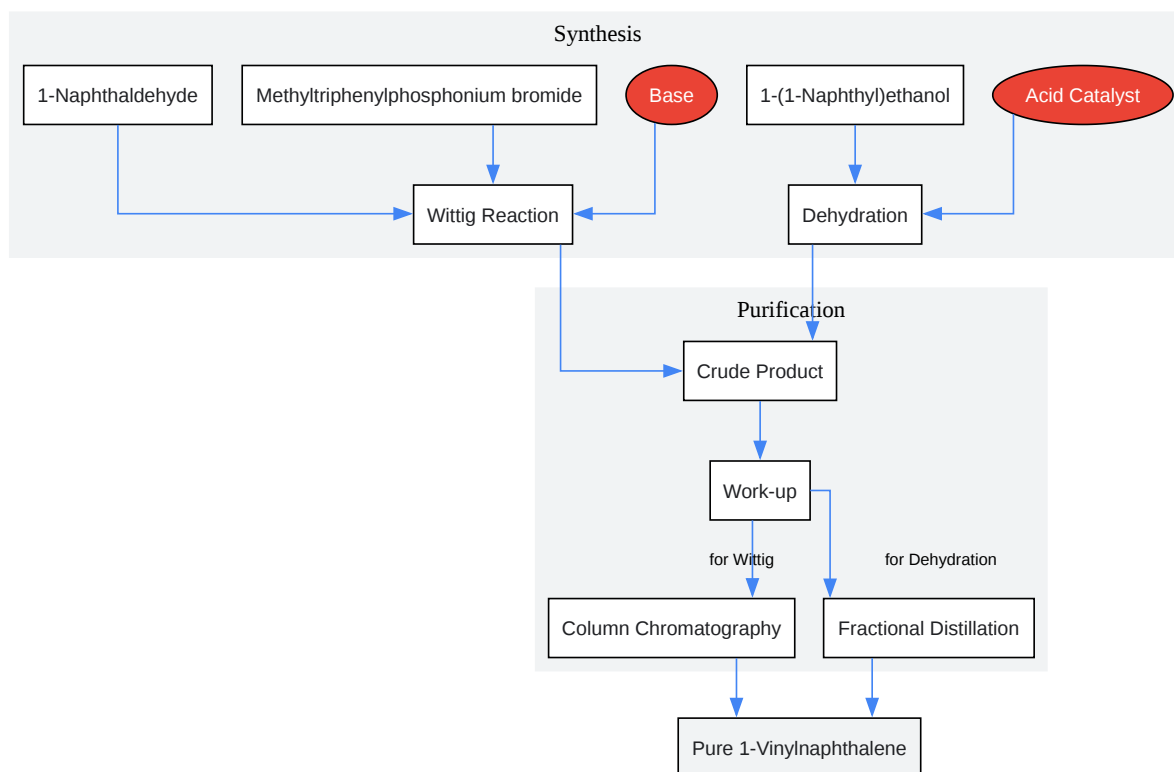 Synthesis
1-Naphthaldehyde
Methyltriphenylphosphonium bromide
Base
1-(1-Naphthyl)ethanol
Acid Catalyst
Wittig Reaction
Dehydration
Purification
Crude Product
Work-up
for Wittig
for Dehydration
Column Chromatography
Fractional Distillation
Pure 1-Vinylnaphthalene